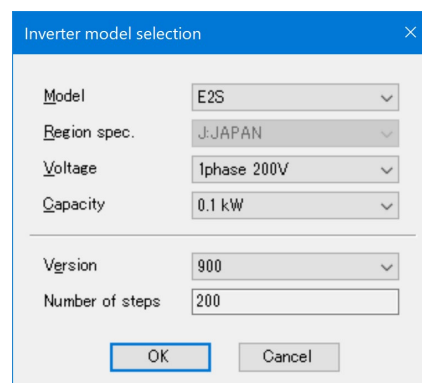 Inverter model selection
Model E2S
Region spec. J:JAPAN
Voltage 1phase 200V
Capacity 0.1 kW
Version 900
Number of steps 200
OK Cancel